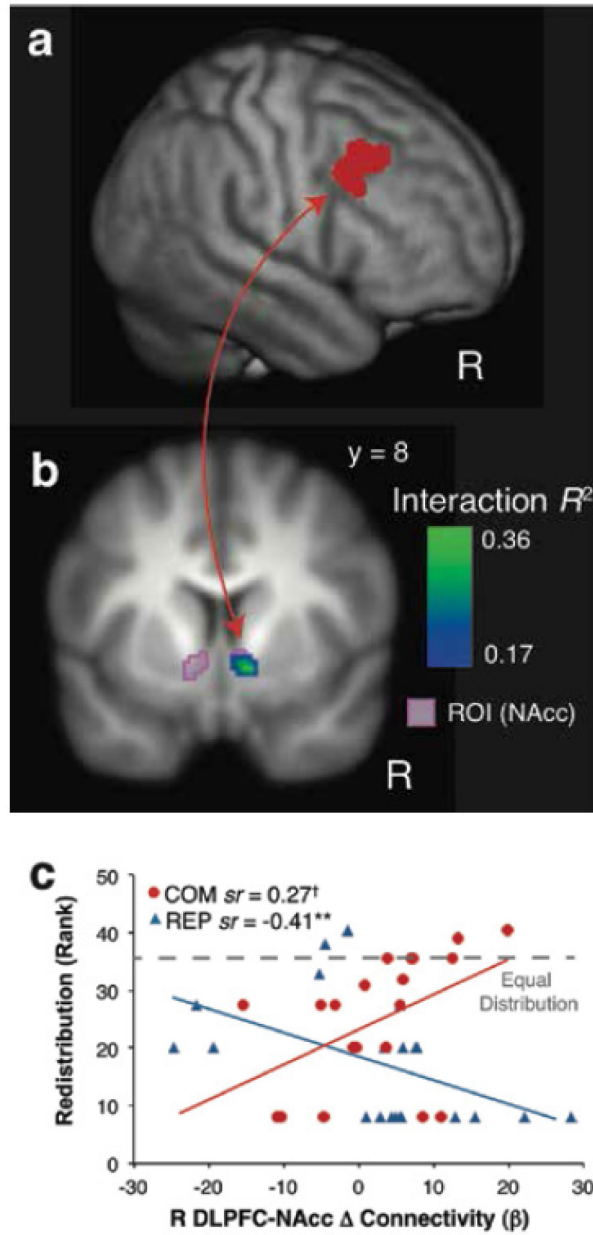 a
R
b
y = 8
Interaction R²
0.36
0.17
ROI (NAcc)
R
c
COM sr = 0.27†
REP sr = -0.41**
Equal
Distribution
Redistribution (Rank)
50
40
30
20
10
0
-30 -20 -10 0 10 20 30
R DLPFC-NAcc Δ Connectivity (β)